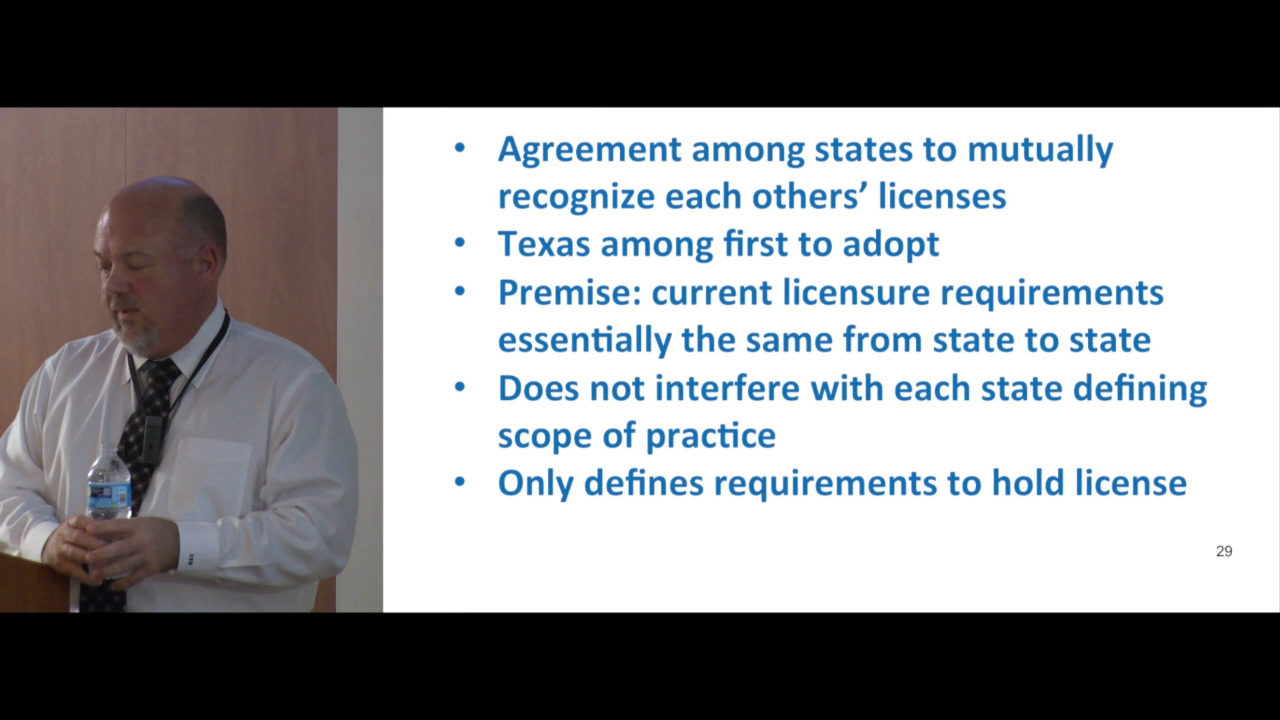 • Agreement among states to mutually
recognize each others’ licenses
• Texas among first to adopt
• Premise: current licensure requirements
essentially the same from state to state
• Does not interfere with each state defining
scope of practice
• Only defines requirements to hold license
29